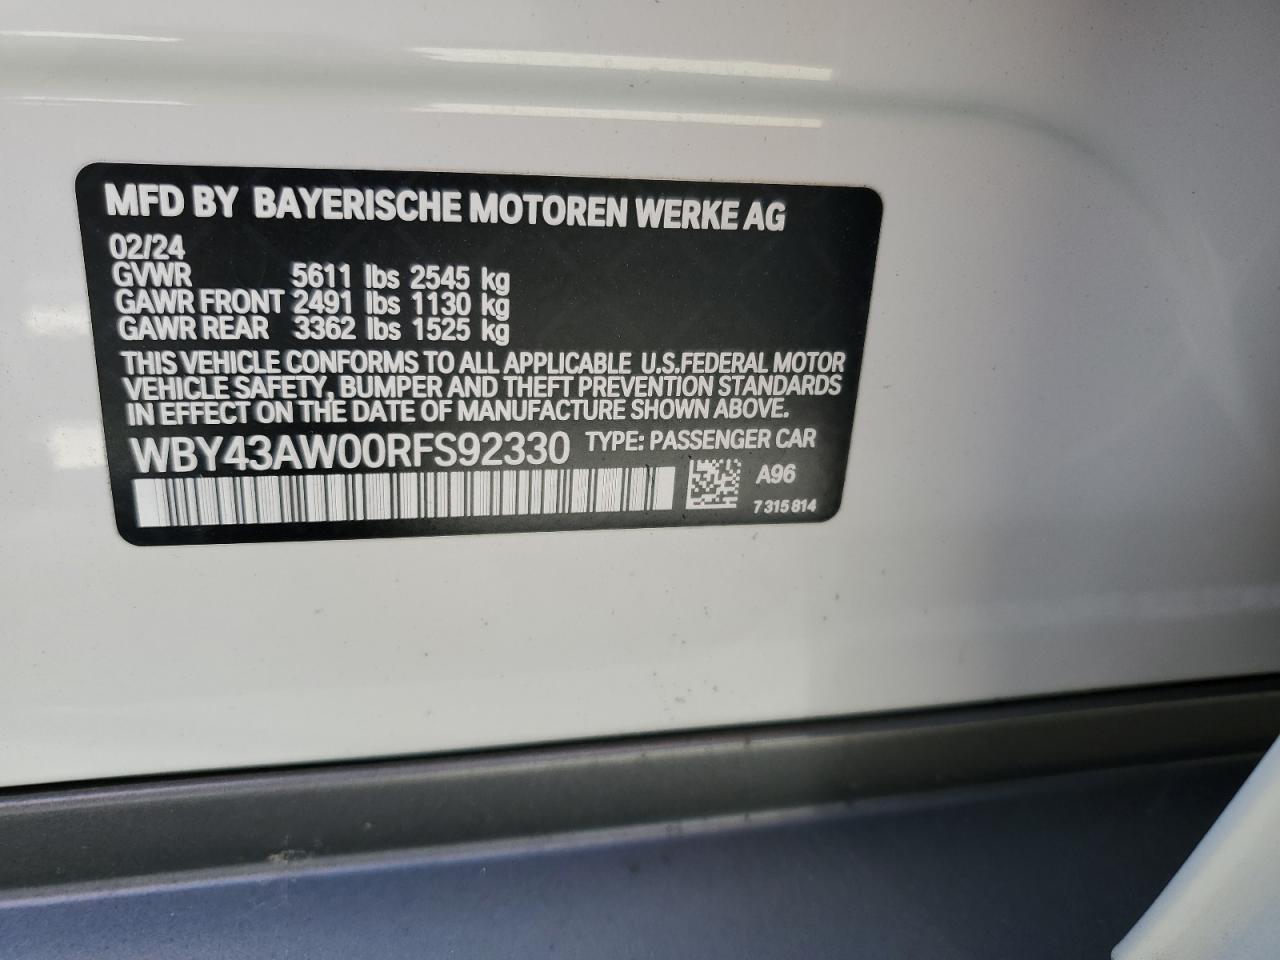 MFD BY BAYERISCHE MOTOREN WERKE AG
02/24
GVWR 5611 lbs 2545 kg
GAWR FRONT 2491 lbs 1130 kg
GAWR REAR 3362 lbs 1525 kg
THIS VEHICLE CONFORMS TO ALL APPLICABLE U.S.FEDERAL MOTOR
VEHICLE SAFETY, BUMPER AND THEFT PREVENTION STANDARDS
IN EFFECT ON THE DATE OF MANUFACTURE SHOWN ABOVE.
WBY43AW00RFS92330 TYPE: PASSENGER CAR
A96
7 315 814